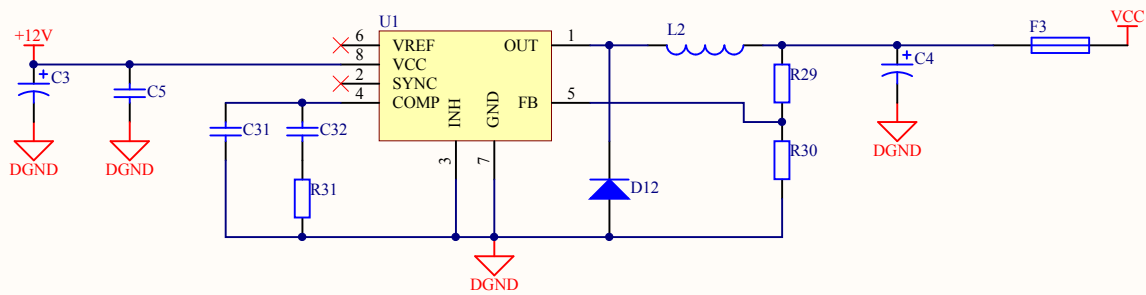 U1
+12V
VCC
6
VREF
OUT
1
L2
F3
8
VCC
2
SYNC
C3
C5
C4
R29
4
COMP
FB
5
INH
GND
C31
C32
R30
3
7
DGND
DGND
DGND
R31
D12
DGND